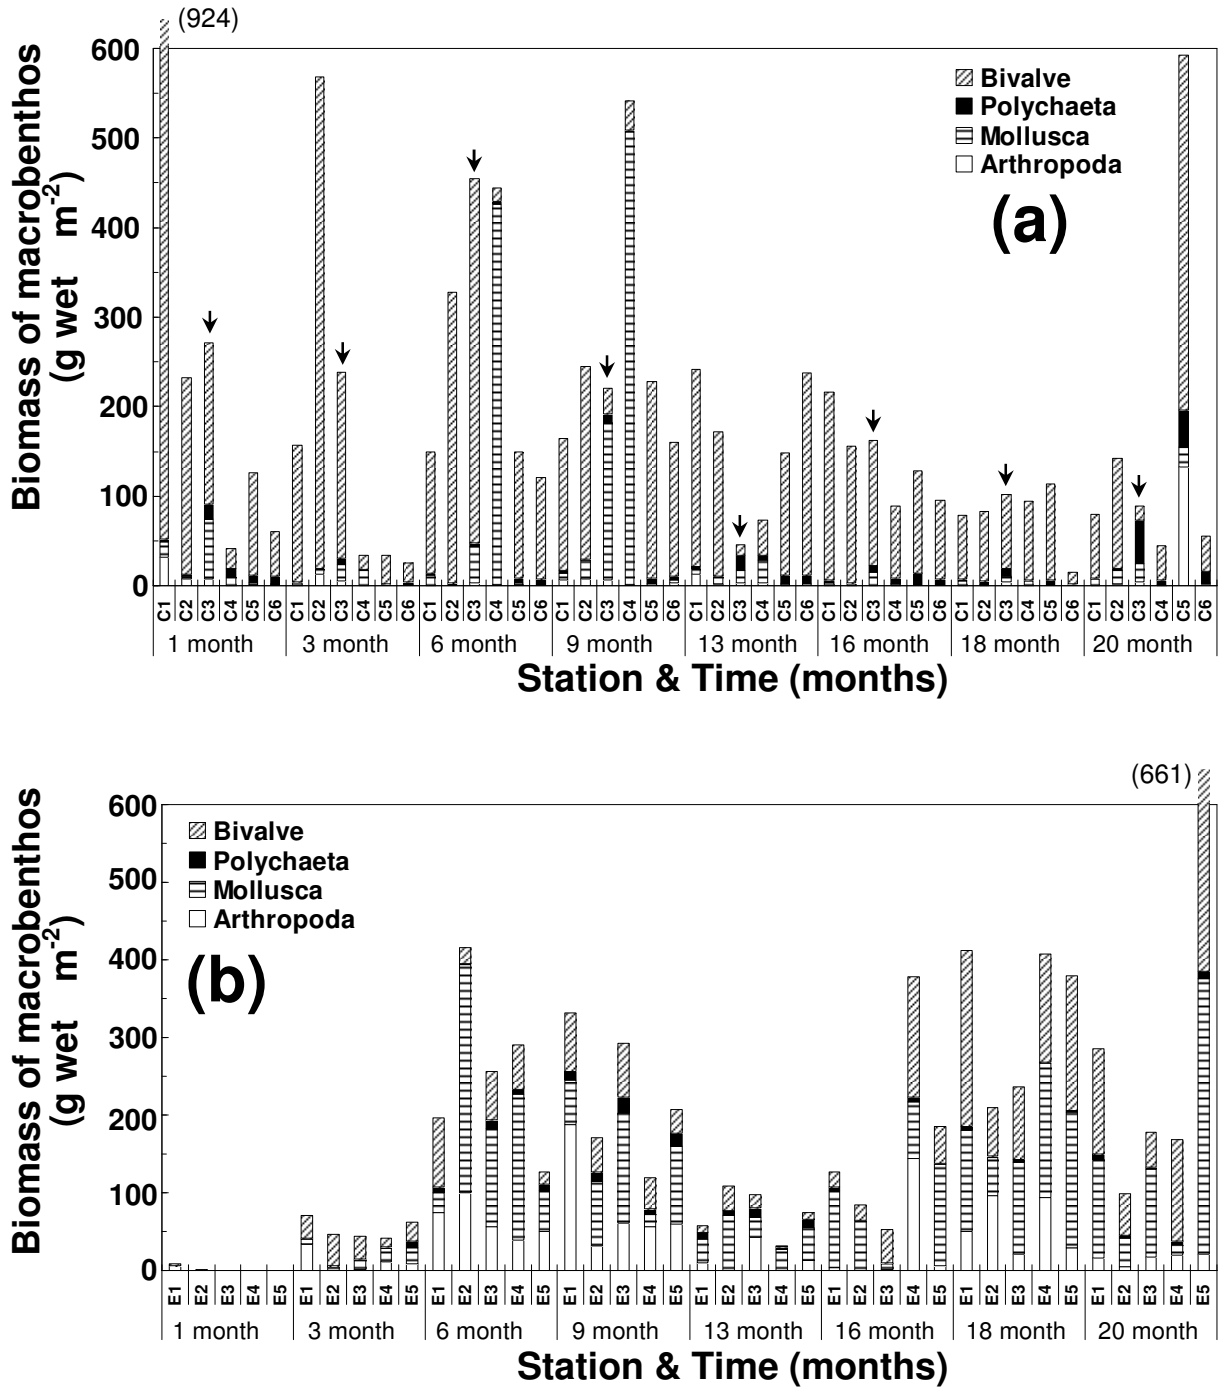 (924)
Biomass of macrobenthos
(g wet m-2)
600
500
400
300
200
100
0
Bivalve
Polychaeta
Mollusca
Arthropoda
(a)
C1 C2 C3 C4 C5 C6 C1 C2 C3 C4 C5 C6 C1 C2 C3 C4 C5 C6 C1 C2 C3 C4 C5 C6 C1 C2 C3 C4 C5 C6 C1 C2 C3 C4 C5 C6 C1 C2 C3 C4 C5 C6 C1 C2 C3 C4 C5 C6
1 month 3 month 6 month 9 month 13 month 16 month 18 month 20 month
Station & Time (months)
(661)
Biomass of macrobenthos
(g wet m-2)
600
500
400
300
200
100
0
Bivalve
Polychaeta
Mollusca
Arthropoda
(b)
E1 E2 E3 E4 E5 E1 E2 E3 E4 E5 E1 E2 E3 E4 E5 E1 E2 E3 E4 E5 E1 E2 E3 E4 E5 E1 E2 E3 E4 E5 E1 E2 E3 E4 E5 E1 E2 E3 E4 E5
1 month 3 month 6 month 9 month 13 month 16 month 18 month 20 month
Station & Time (months)